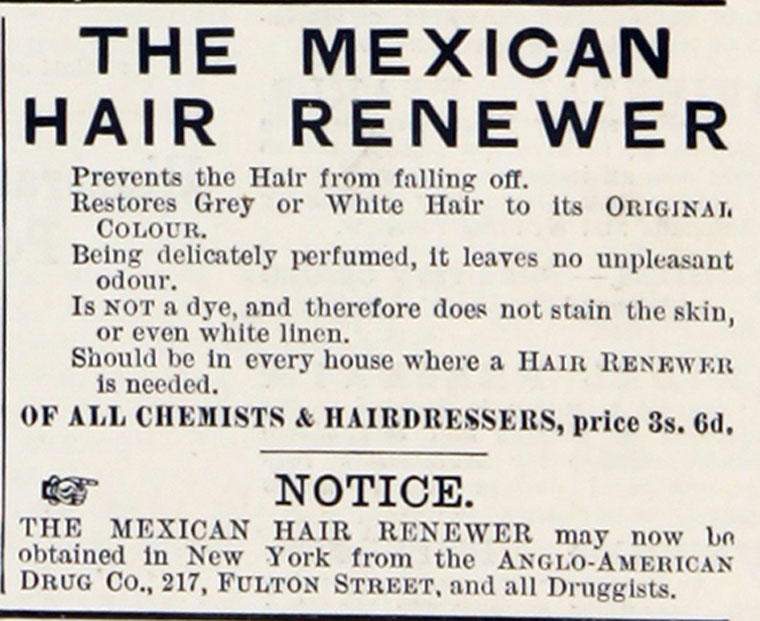 THE MEXICAN
HAIR RENEWER
Prevents the Hair from falling off.
Restores Grey or White Hair to its ORIGINAL
COLOUR.
Being delicately perfumed, it leaves no unpleasant
odour.
Is NOT a dye, and therefore does not stain the skin,
or even white linen.
Should be in every house where a HAIR RENEWER
is needed.
OF ALL CHEMISTS & HAIRDRESSERS, price 3s. 6d.
NOTICE.
THE MEXICAN HAIR RENEWER may now be
obtained in New York from the ANGLO-AMERICAN
DRUG Co., 217, FULTON STREET, and all Druggists.